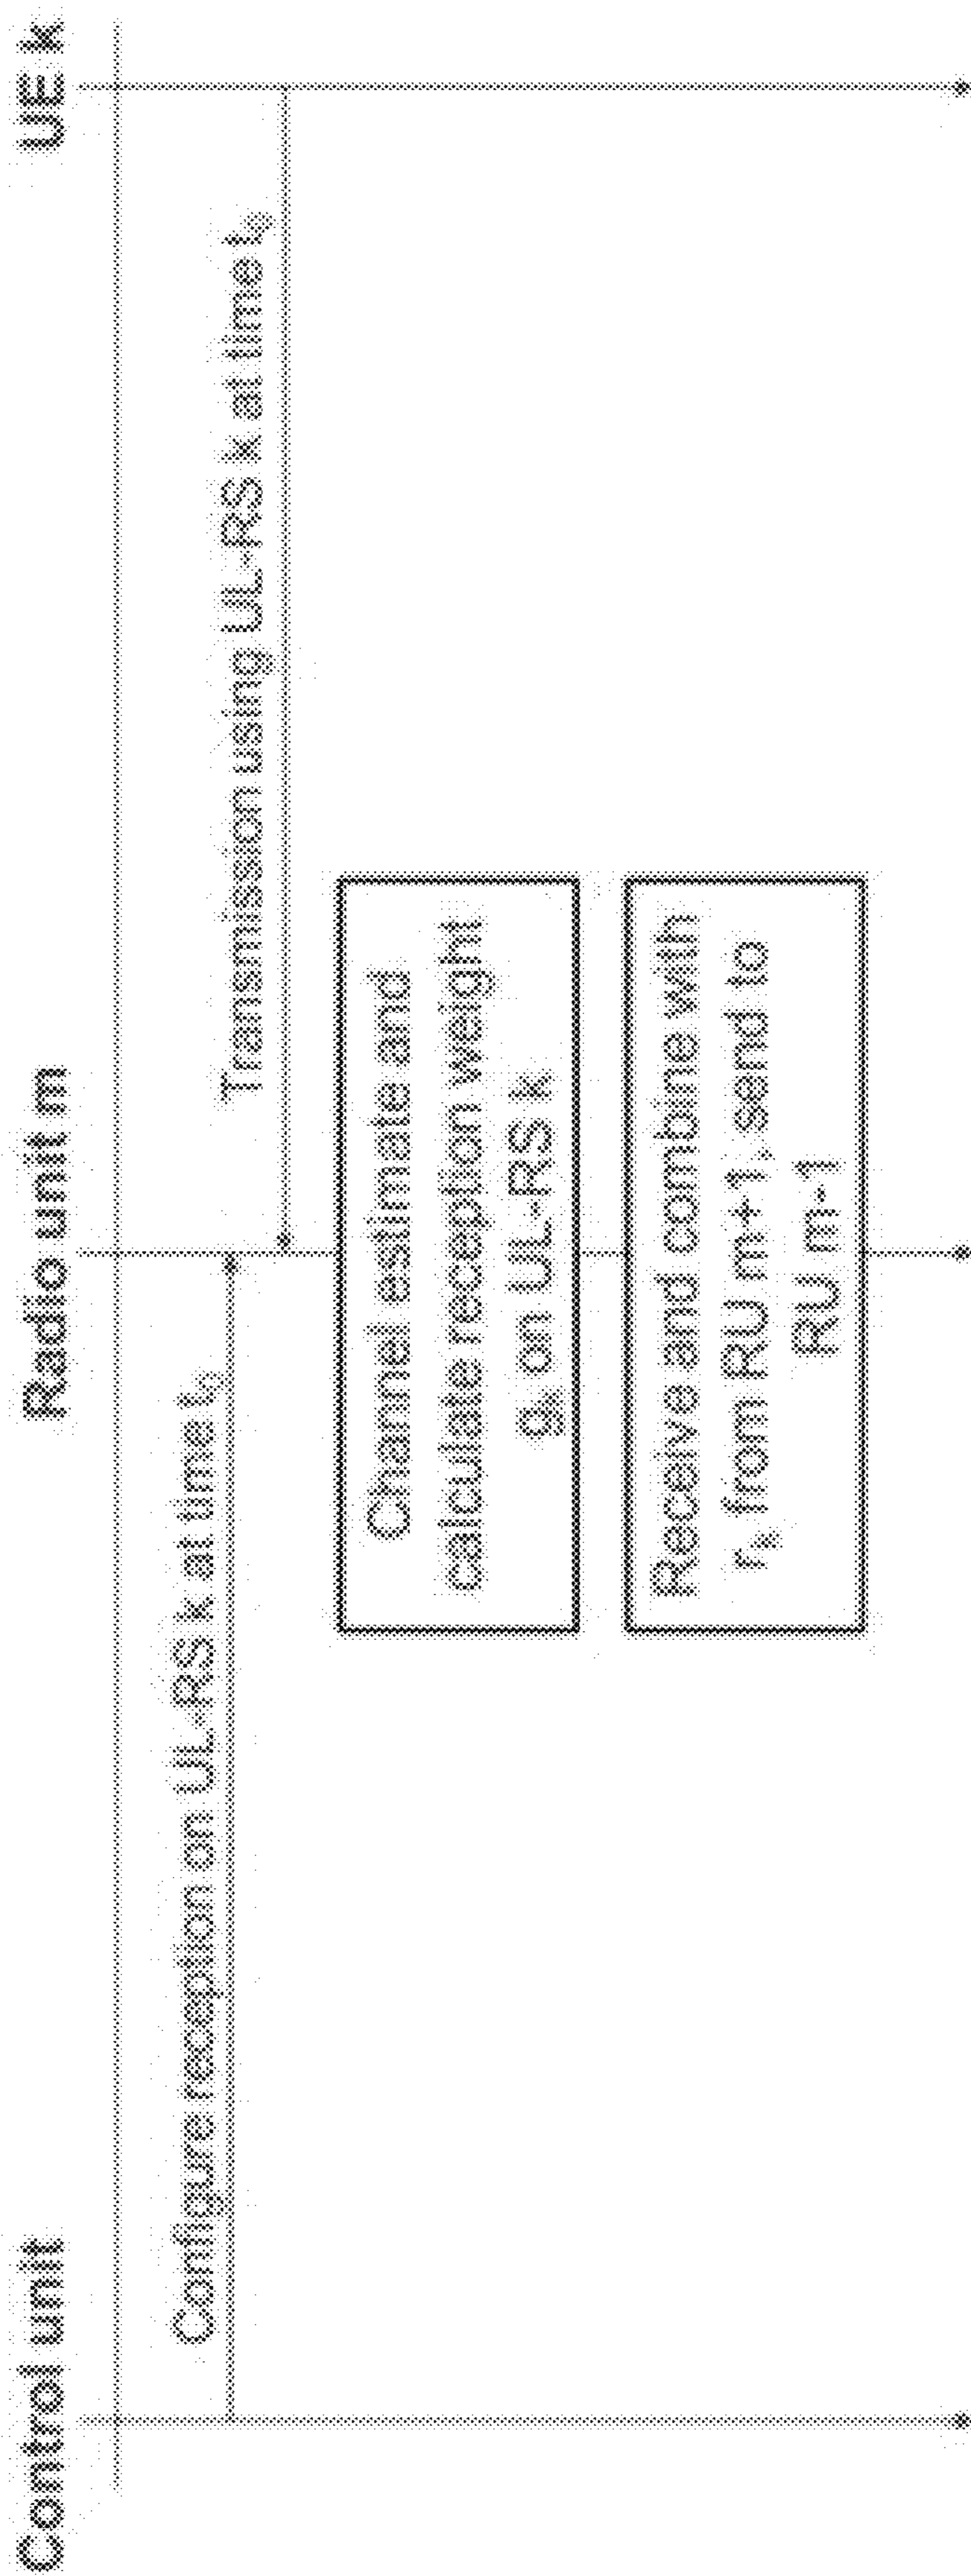 Control unit
Radio unit m
UE k
Configure reception on UL-RS k at time t₀
Transmission using UL-RS k at time t₀
Channel estimate and
calculate reception weight
gₖ on UL-RS k
Receive and combine with
rₖ from RU m+1, send to
RU m-1